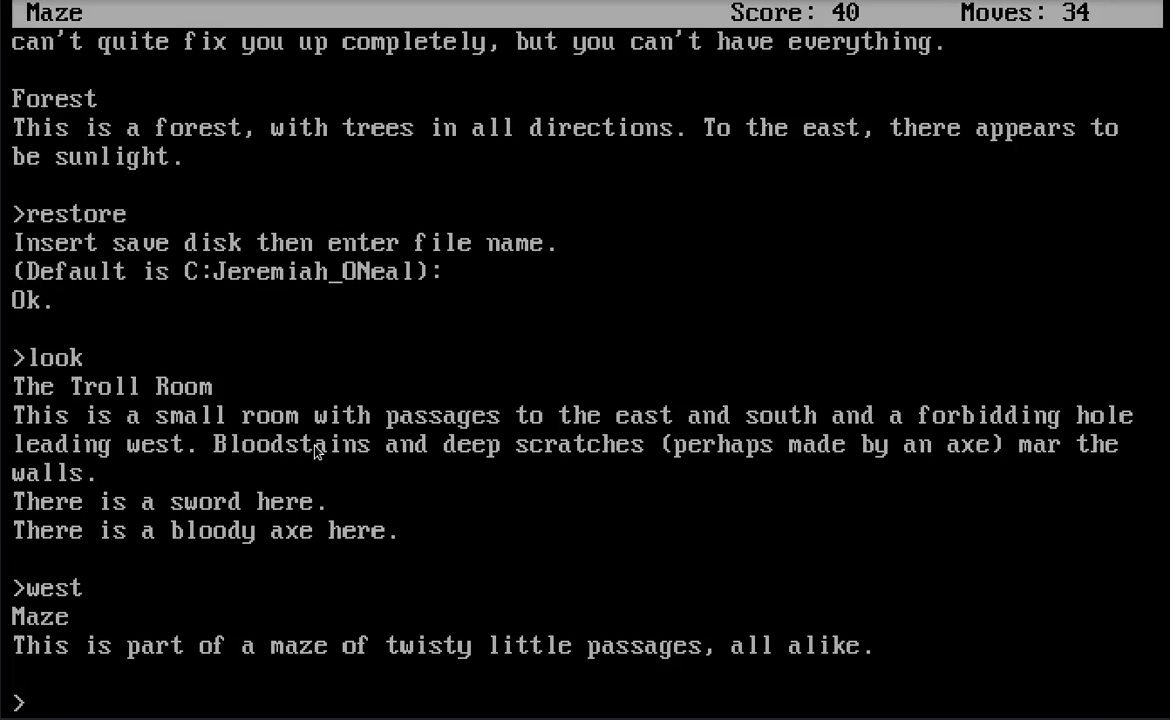 Maze Score: 40 Moves: 34
can't quite fix you up completely, but you can't have everything.
Forest
This is a forest, with trees in all directions. To the east, there appears to
be sunlight.
>restore
Insert save disk then enter file name.
(Default is C:Jeremiah_ONeal):
Ok.
>look
The Troll Room
This is a small room with passages to the east and south and a forbidding hole
leading west. Bloodstains and deep scratches (perhaps made by an axe) mar the
walls.
There is a sword here.
There is a bloody axe here.
>west
Maze
This is part of a maze of twisty little passages, all alike.
>